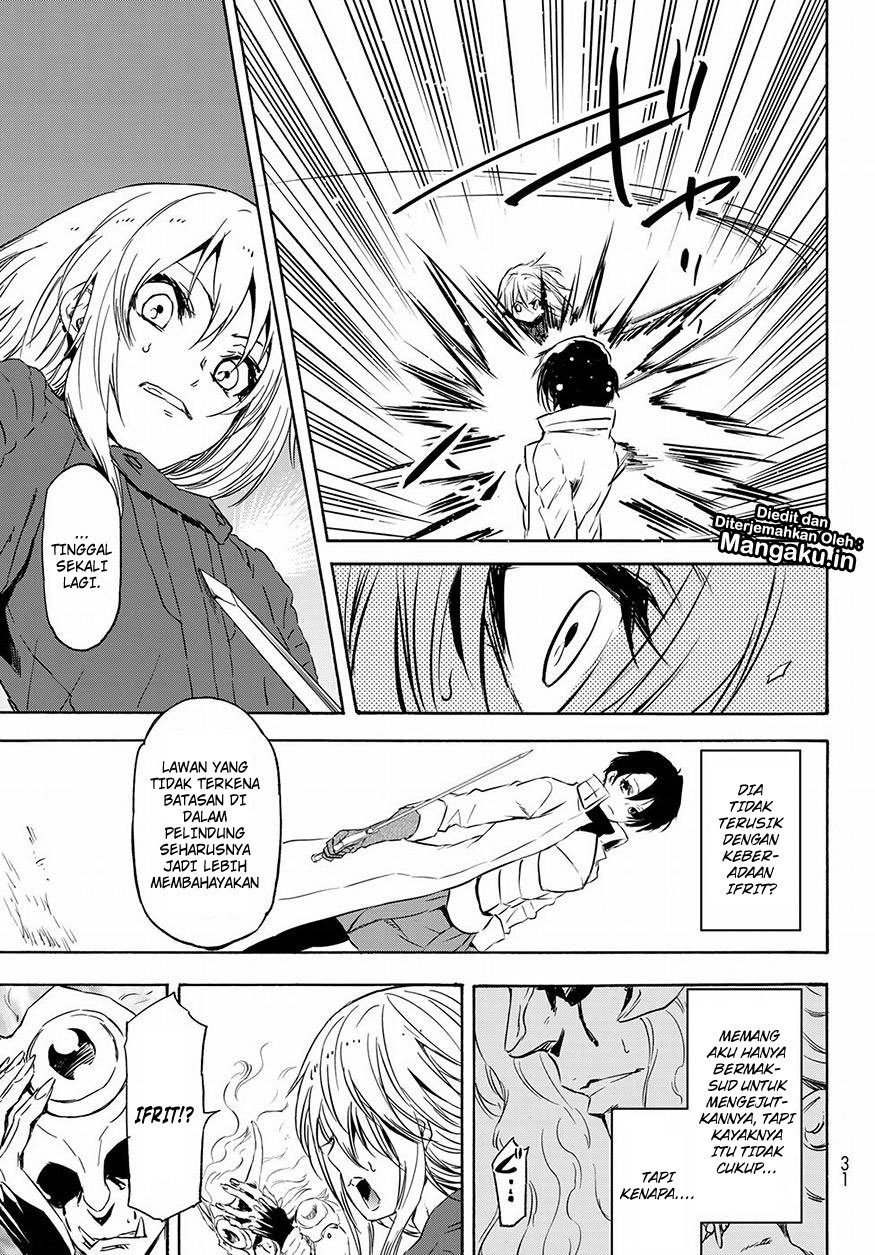 ギッ
Diedit dan
Diterjemahkan Oleh :
Mangaku.in
...
TINGGAL
SEKALI
LAGI.
DIA
TIDAK
TERUSIK
DENGAN
KEBER-
ADAAN
IFRIT?
LAWAN YANG
TIDAK TERKENA
BATASAN DI
DALAM
PELINDUNG
SEHARUSNYA
JADI LEBIH
MEMBAHAYAKAN
MEMANG
AKU HANYA
BERMAK-
SUD UNTUK
MENGEJUT-
KANNYA, TAPI
KAYAKNYA
ITU TIDAK
CUKUP...
TAPI
KENAPA....
IFRIT!?
31